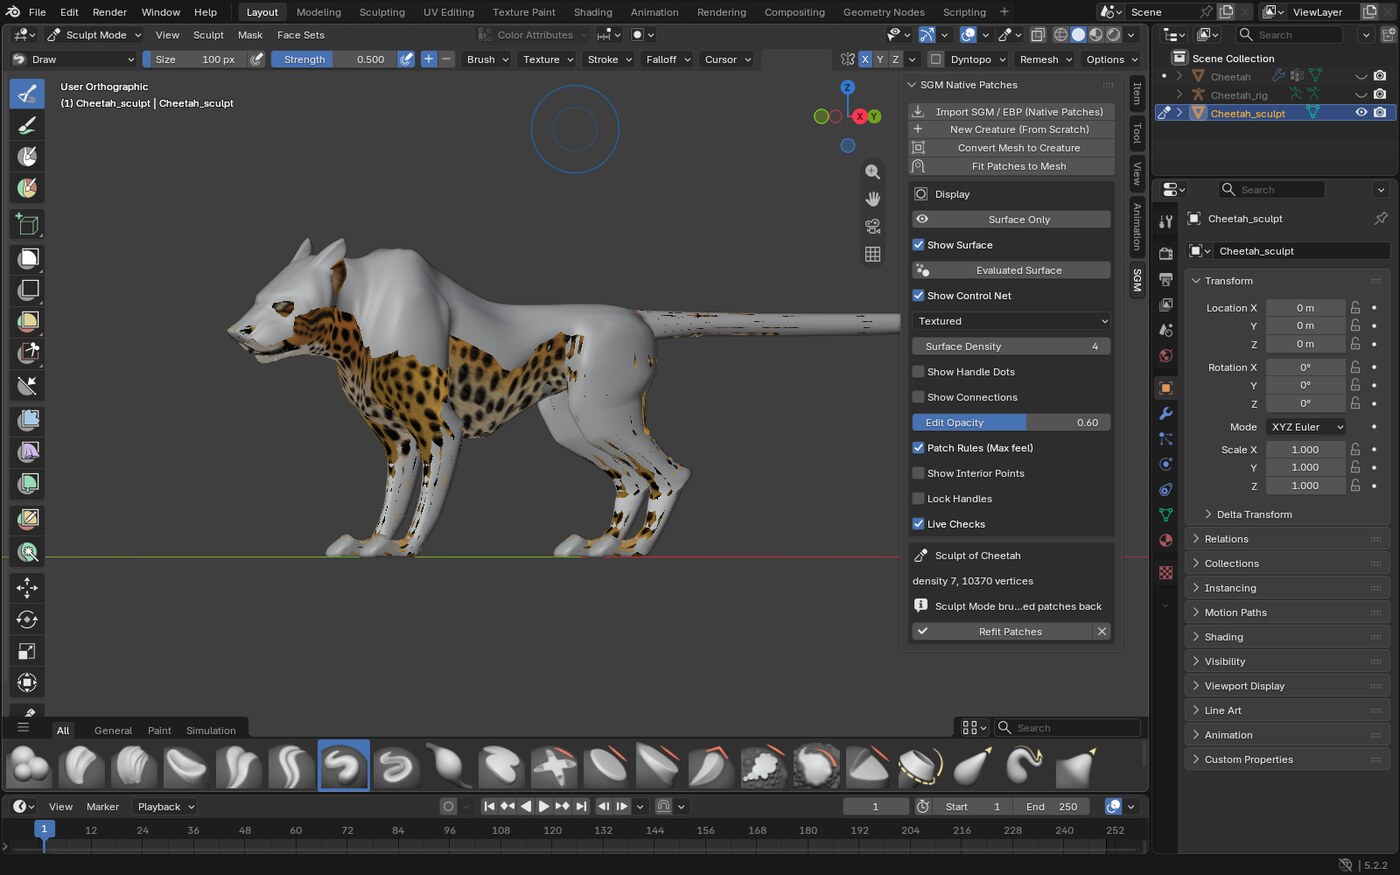 File Edit Render Window Help Layout Modeling Sculpting UV Editing Texture Paint Shading Animation Rendering Compositing Geometry Nodes Scripting + Scene ViewLayer
Sculpt Mode View Sculpt Mask Face Sets Color Attributes Search
Draw Size 100 px Strength 0.500 Brush Texture Stroke Falloff Cursor X Y Z Dyntopo Remesh Options
User Orthographic
(1) Cheetah_sculpt | Cheetah_sculpt
Z
X
Y
SGM Native Patches
Import SGM / EBP (Native Patches)
New Creature (From Scratch)
Convert Mesh to Creature
Fit Patches to Mesh
Display
Surface Only
Show Surface
Evaluated Surface
Show Control Net
Textured
Surface Density 4
Show Handle Dots
Show Connections
Edit Opacity 0.60
Patch Rules (Max feel)
Show Interior Points
Lock Handles
Live Checks
Sculpt of Cheetah
density 7, 10370 vertices
Sculpt Mode bru...ed patches back
Refit Patches
Item
Tool
View
Animation
SGM
Scene Collection
Cheetah
Cheetah_rig
Cheetah_sculpt
Search
Cheetah_sculpt
Cheetah_sculpt
Transform
Location X 0 m
Y 0 m
Z 0 m
Rotation X 0°
Y 0°
Z 0°
Mode XYZ Euler
Scale X 1.000
Y 1.000
Z 1.000
Delta Transform
Relations
Collections
Instancing
Motion Paths
Shading
Visibility
Viewport Display
Line Art
Animation
Custom Properties
All General Paint Simulation Search
View Marker Playback 1 Start 1 End 250
1 12 24 36 48 60 72 84 96 108 120 132 144 156 168 180 192 204 216 228 240 252
5.2.2